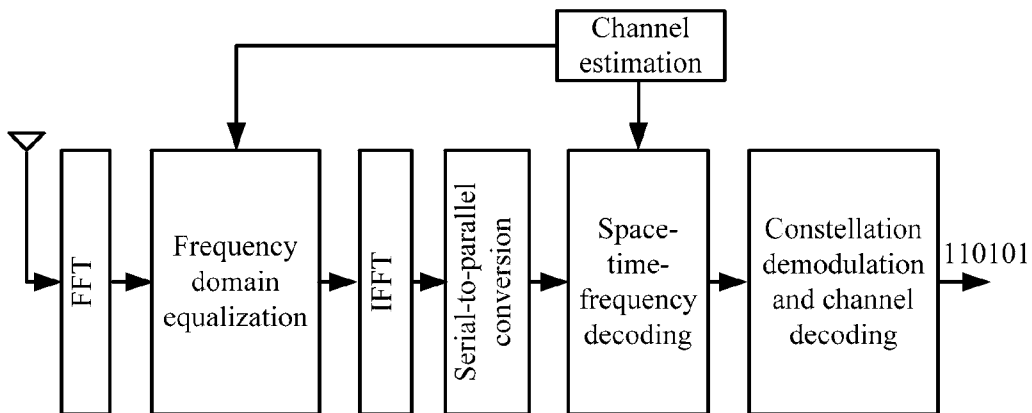 Channel
estimation
FFT
Frequency
domain
equalization
IFFT
Serial-to-parallel
conversion
Space-
time-
frequency
decoding
Constellation
demodulation
and channel
decoding
110101